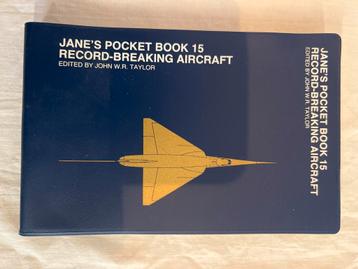 JANE'S POCKET BOOK 15
RECORD-BREAKING AIRCRAFT
EDITED BY JOHN W.R. TAYLOR
JANE'S POCKET BOOK 15
RECORD-BREAKING AIRCRAFT
EDITED BY JOHN W.R. TAYLOR